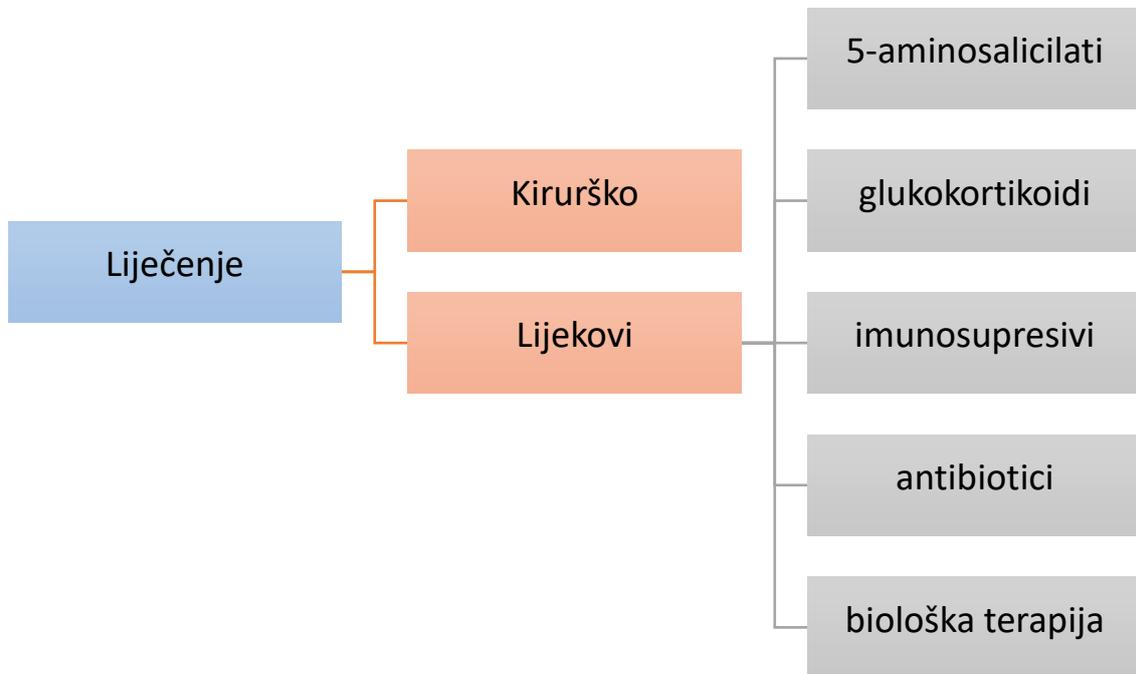 Liječenje
Kirurško
Lijekovi
5-aminosalicilati
glukokortikoidi
imunosupresivi
antibiotici
biološka terapija